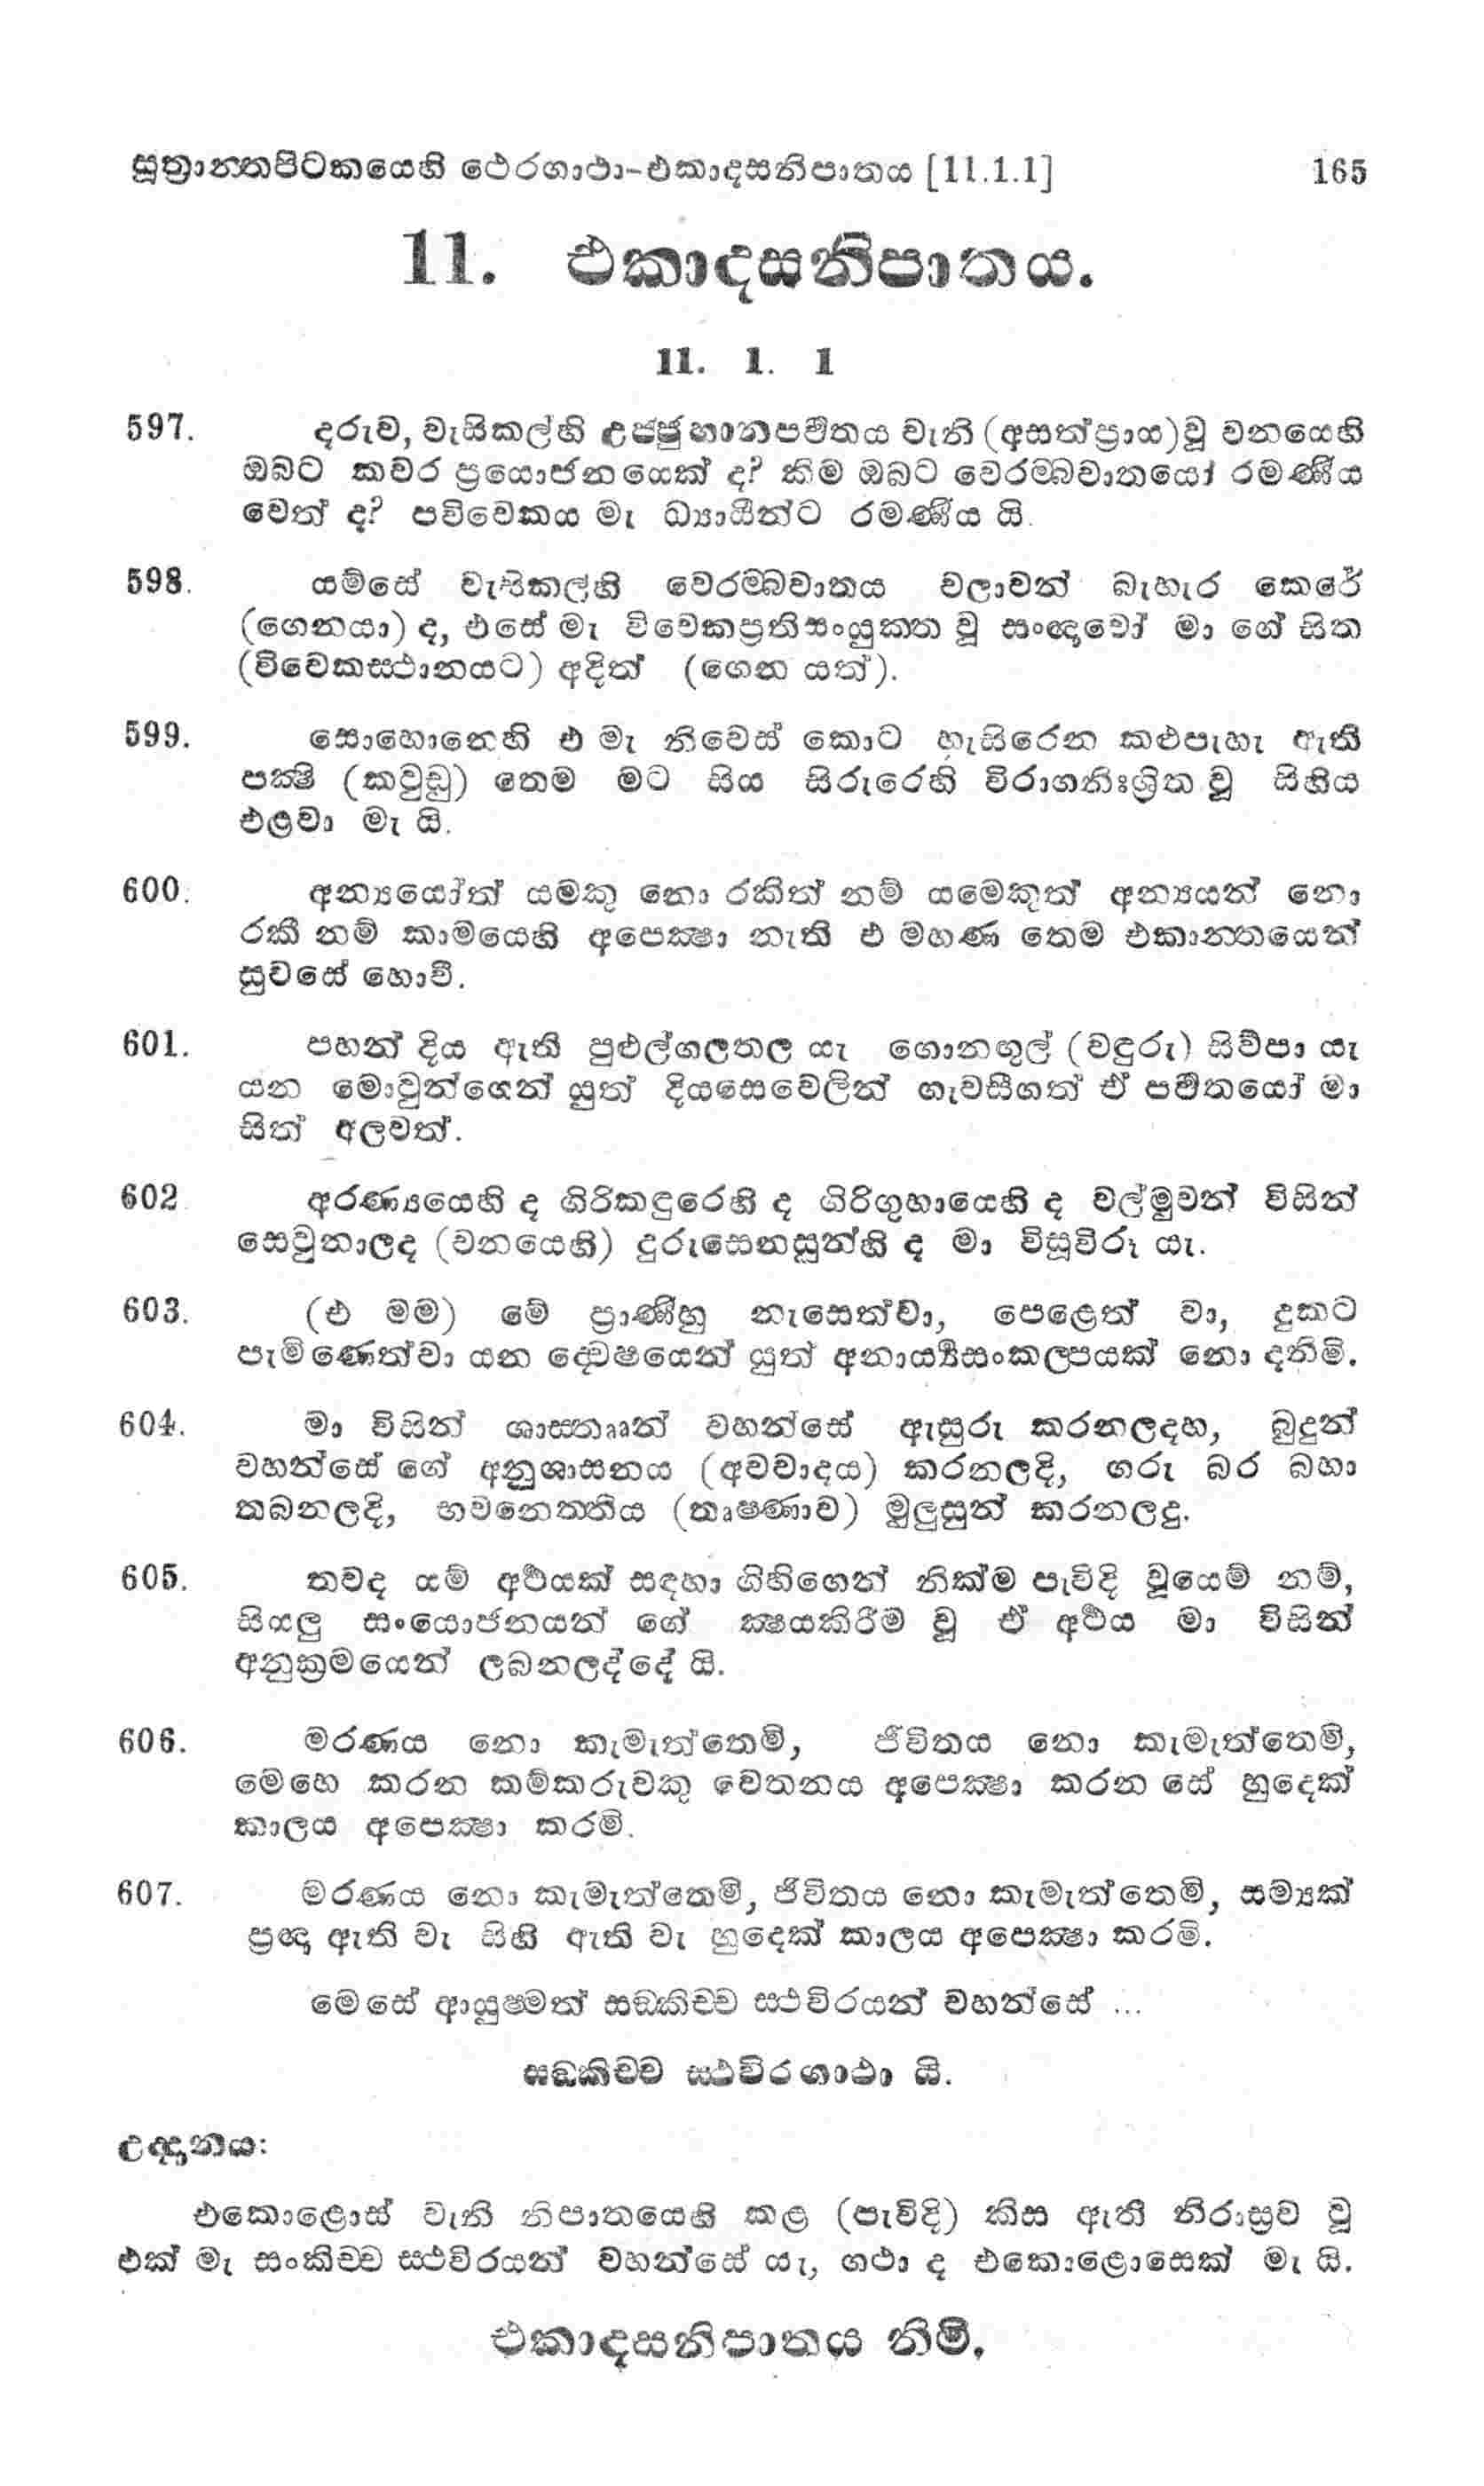 සූත්‍රාන්තපිටකයෙහි ථෙරගාථා-එකාදසනිපාතය [11.1.1] 165
11. එකාදසනිපාතය.
11. 1. 1
597. දරුව, වැසිකල්හි උජ්ජුහානපර්‍වතය වැනි (අසත්ප්‍රාය) වූ වනයෙහි
ඔබට කවර ප්‍රයොජනයෙක් ද? කිම ඔබට වෙරම්බවාතයෝ රමණීය
වෙත් ද? පවිවෙකය මැ ධ්‍යායීන්ට රමණීය යි.
598. යම්සේ වැසිකල්හි වෙරම්බවාතය වලාවන් බැහැර කෙරේ
(ගෙනයා) ද, එසේ මැ විවෙකප්‍රතිසංයුක්ත වූ සංඥාවෝ මා ගේ සිත
(විවෙකස්ථානයට) අදිත් (ගෙන යත්).
599. සොහොනෙහි එ මැ නිවෙස් කොට හැසිරෙන කළුපැහැ ඇති
පක්‍ෂි (කවුඩු) තෙම මට සිය සිරුරෙහි විරාගනිඃශ්‍රිත වූ සිහිය
එළවා මැ යි.
600. අන්‍යයෝත් යමකු නො රකිත් නම් යමෙකුත් අන්‍යයන් නො
රකී නම් කාමයෙහි අපෙක්‍ෂා නැති එ මහණ තෙම එකාන්තයෙන්
සුවසේ හොවී.
601. පහන් දිය ඇති පුළුල්ගලතල යැ ගොනඟුල් (වඳුරු) සිව්පා යැ
යන මොවුන්ගෙන් යුත් දියසෙවෙලින් ගැවසීගත් ඒ පර්‍වතයෝ මා
සිත් අලවත්.
602. අරණ්‍යයෙහි ද ගිරිකඳුරෙහි ද ගිරිගුහායෙහි ද වල්මුවන් විසින්
සෙවුනාලද (වනයෙහි) දුරුසෙනසුන්හි ද මා විසූවිරූ යැ.
603. (එ මම) මේ ප්‍රාණීහු නැසෙත්වා, පෙළෙත් වා, දුකට
පැමිණෙත්වා යන ද්වෙෂයෙන් යුත් අනාර්‍ය්‍යසංකල්පයක් නො දනිමි.
604. මා විසින් ශාස්තෲන් වහන්සේ ඇසුරු කරනලදහ, බුදුන්
වහන්සේ ගේ අනුශාසනය (අවවාදය) කරනලදි, ගරු බර බහා
තබනලදි, භවනෙත්තිය (තෘෂ්ණාව) මුලුසුන් කරනලදු.
605. තවද යම් අර්‍ථයක් සඳහා ගිහිගෙන් නික්ම පැවිදි වූයෙම් නම්,
සියලු සංයොජනයන් ගේ ක්‍ෂයකිරීම වූ ඒ අර්‍ථය මා විසින්
අනුක්‍රමයෙන් ලබනලද්දේ යි.
606. මරණය නො කැමැත්තෙමි, ජීවිතය නො කැමැත්තෙමි,
මෙහෙ කරන කම්කරුවකු වෙතනය අපෙක්‍ෂා කරන සේ හුදෙක්
කාලය අපෙක්‍ෂා කරමි.
607. මරණය නො කැමැත්තෙමි, ජිවිතය නො කැමැත්තෙමි, සම්‍යක්
ප්‍රඥා ඇති වැ සිහි ඇති වැ හුදෙක් කාලය අපෙක්‍ෂා කරමි.
මෙසේ ආයුෂ්මත් සඞ්කිච්ච ස්ථවිරයන් වහන්සේ ...
සඞ්කිච්ච ස්ථවිරගාථා යි.
උද්දානය:
එකොළොස් වැනි නිපාතයෙහි කළ (පැවිදි) කිස ඇති නිරාස්‍රව වූ
එක් මැ සංකිච්ච ස්ථවිරයන් වහන්සේ යැ, ගථා ද එකොළොසෙක් මැ යි.
එකාදසනිපාතය නිමි.